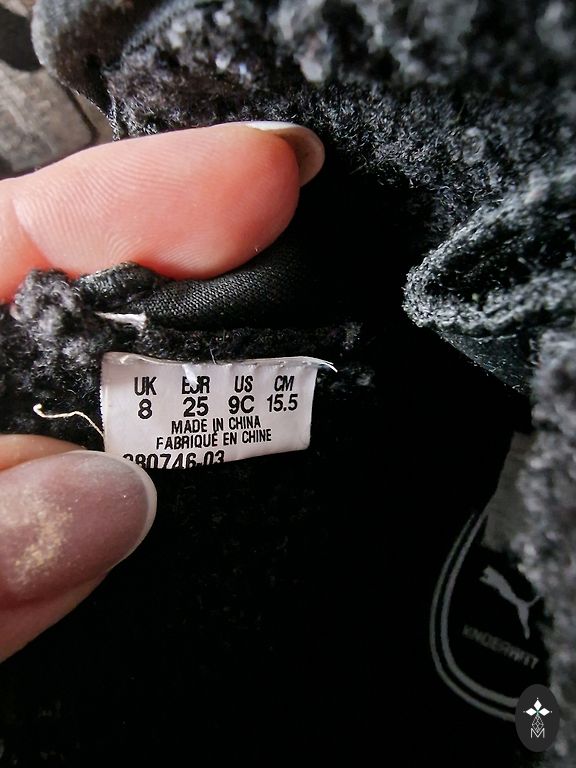 UK EUR US CM
8 25 9C 15.5
MADE IN CHINA
FABRIQUÉ EN CHINE
380746-03
KINDERFIT
M